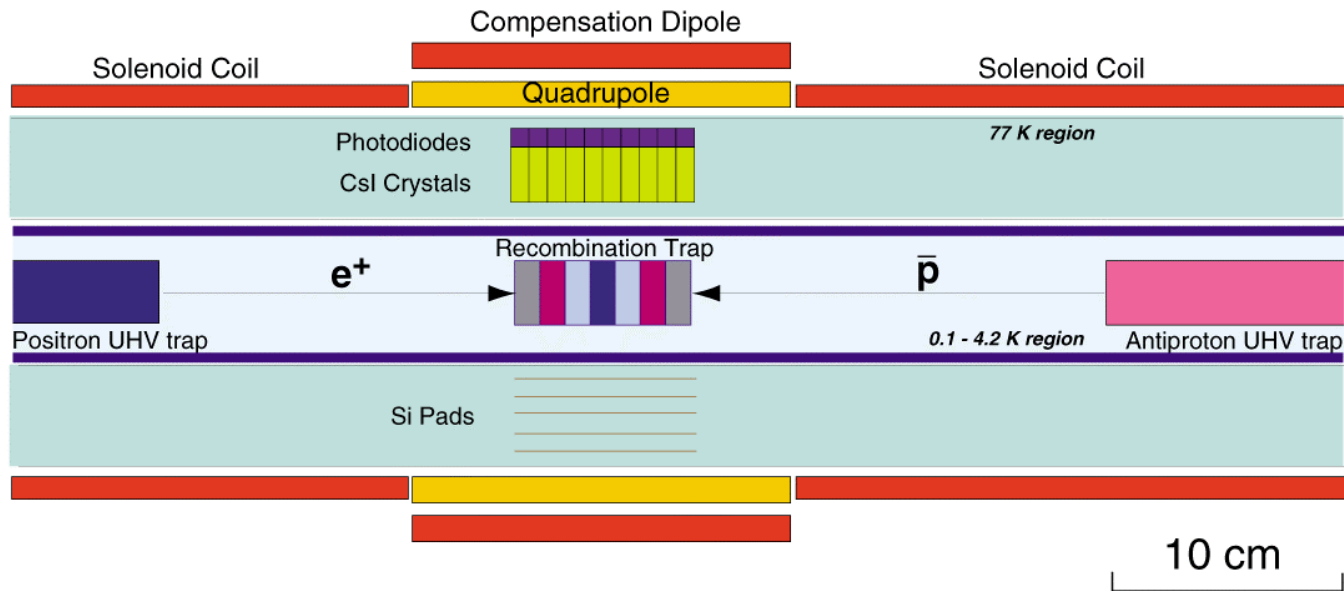 Compensation Dipole
Solenoid Coil
Solenoid Coil
Quadrupole
Photodiodes
77 K region
CsI Crystals
Recombination Trap
e⁺
p̄
Positron UHV trap
0.1 - 4.2 K region
Antiproton UHV trap
Si Pads
10 cm